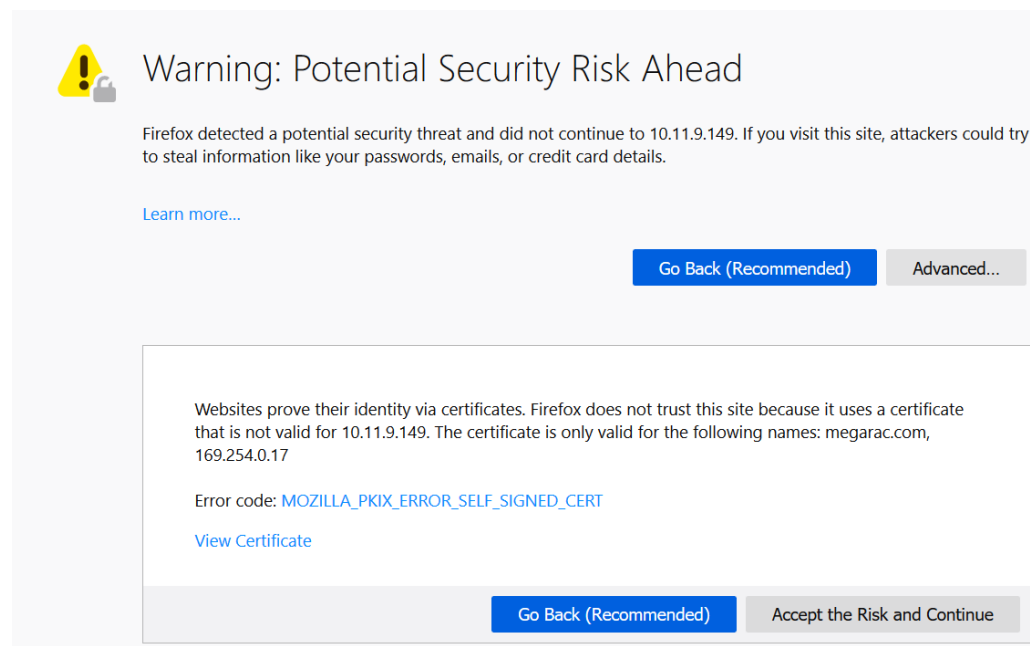 Warning: Potential Security Risk Ahead
Firefox detected a potential security threat and did not continue to 10.11.9.149. If you visit this site, attackers could try
to steal information like your passwords, emails, or credit card details.
Learn more...
Go Back (Recommended)
Advanced...
Websites prove their identity via certificates. Firefox does not trust this site because it uses a certificate
that is not valid for 10.11.9.149. The certificate is only valid for the following names: megarac.com,
169.254.0.17
Error code: MOZILLA_PKIX_ERROR_SELF_SIGNED_CERT
View Certificate
Go Back (Recommended)
Accept the Risk and Continue